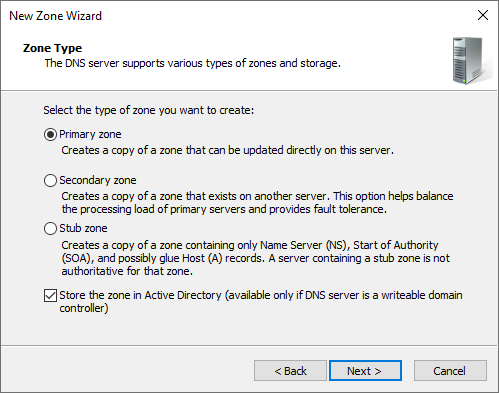 New Zone Wizard
Zone Type
The DNS server supports various types of zones and storage.
Select the type of zone you want to create:
Primary zone
Creates a copy of a zone that can be updated directly on this server.
Secondary zone
Creates a copy of a zone that exists on another server. This option helps balance
the processing load of primary servers and provides fault tolerance.
Stub zone
Creates a copy of a zone containing only Name Server (NS), Start of Authority
(SOA), and possibly glue Host (A) records. A server containing a stub zone is not
authoritative for that zone.
Store the zone in Active Directory (available only if DNS server is a writeable domain
controller)
< Back
Next >
Cancel